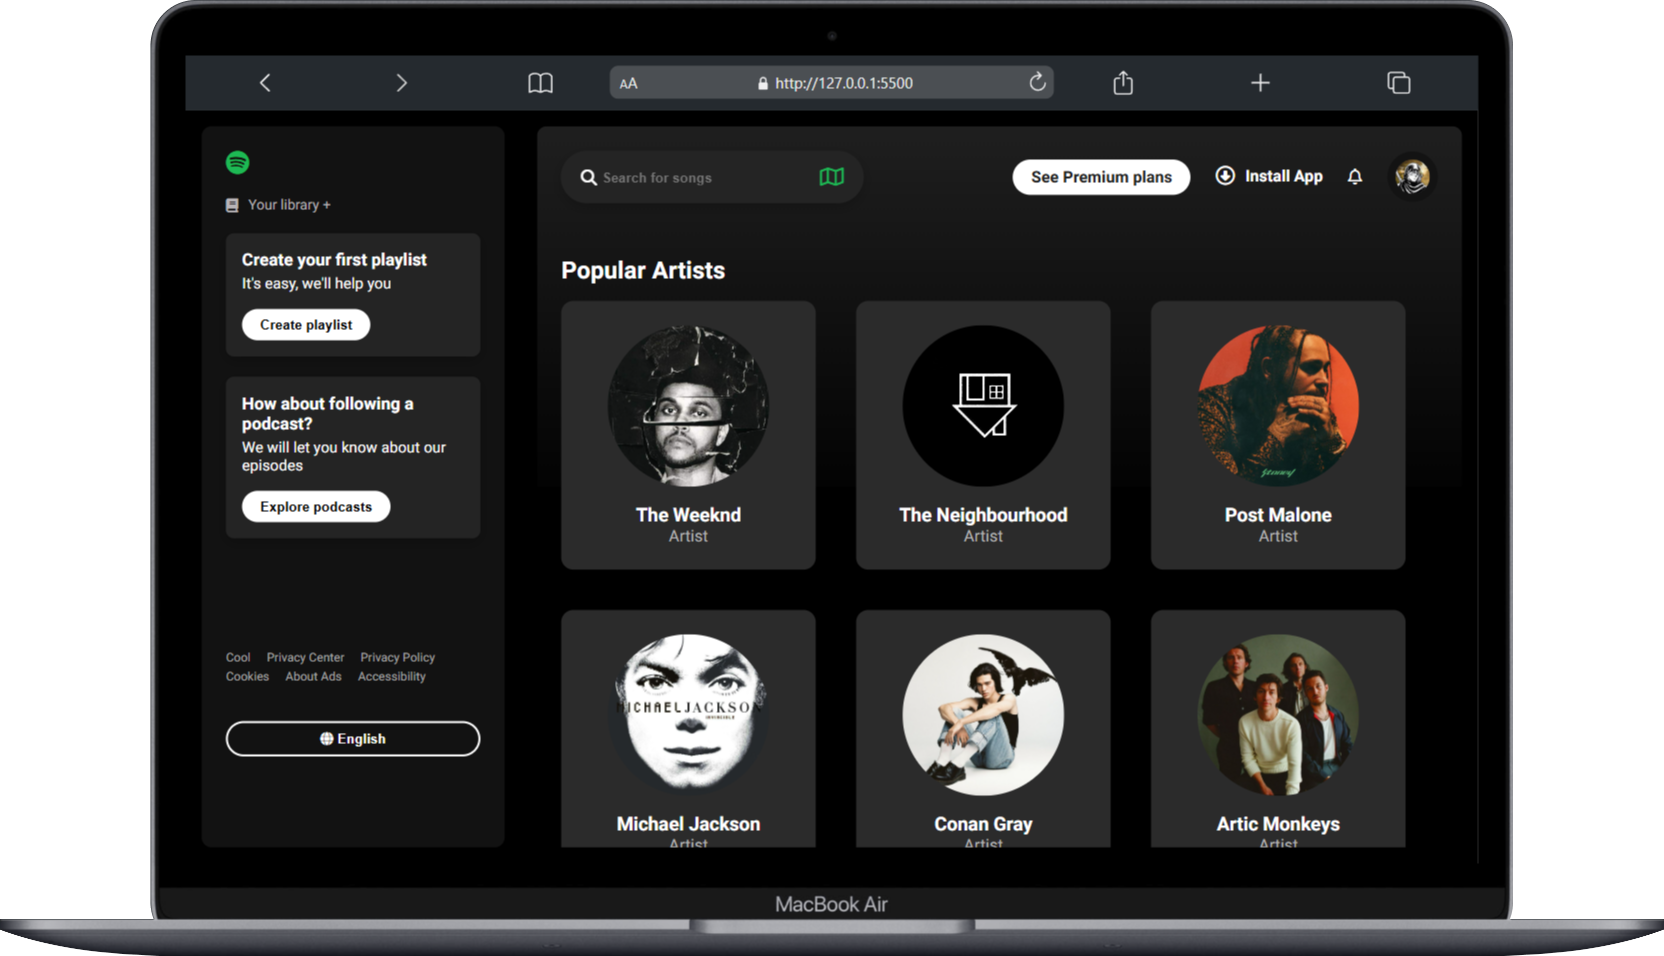 AA
http://127.0.0.1:5500
Your library +
Create your first playlist
It's easy, we'll help you
Create playlist
How about following a
podcast?
We will let you know about our
episodes
Explore podcasts
Cool Privacy Center Privacy Policy
Cookies About Ads Accessibility
English
Search for songs
See Premium plans
Install App
Popular Artists
The Weeknd
Artist
The Neighbourhood
Artist
Post Malone
Artist
MICHAELJACKSON
INVINCIBLE
Michael Jackson
Artist
Conan Gray
Artist
Artic Monkeys
Artist
MacBook Air